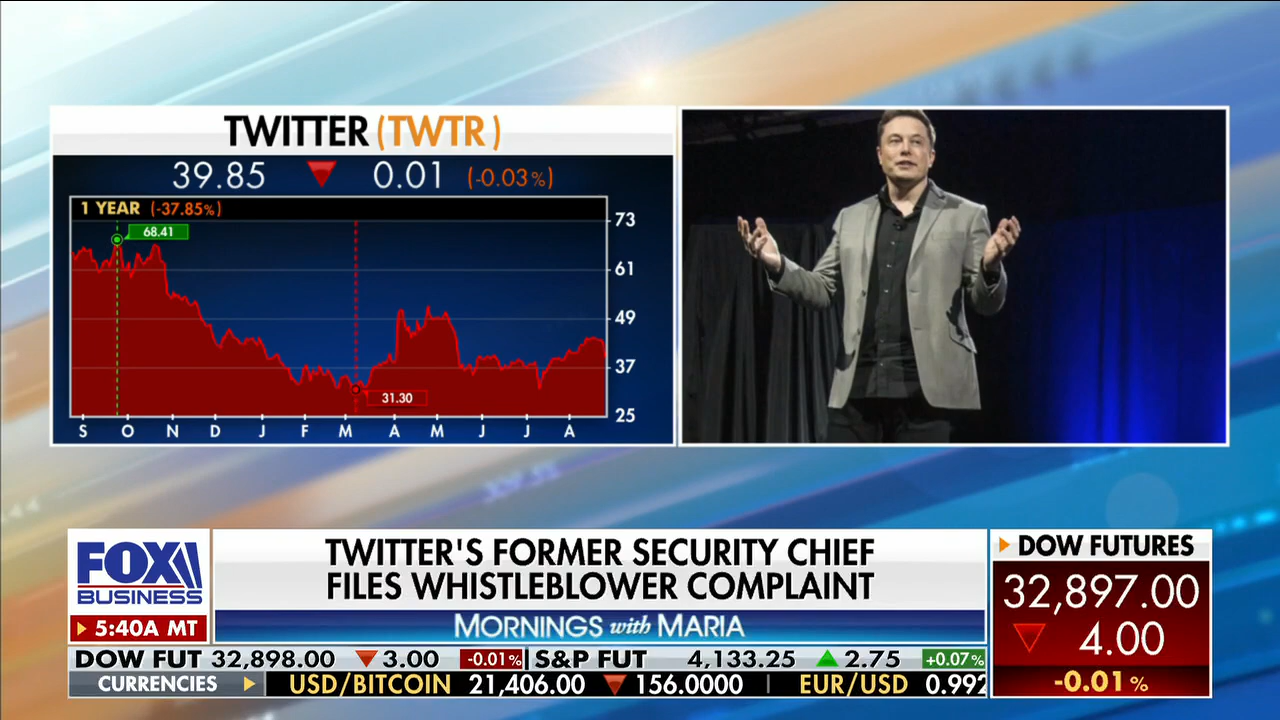 TWITTER (TWTR)
39.85 ▼ 0.01 (-0.03%)
1 YEAR (-37.85%)
68.41
31.30
73
61
49
37
25
S O N D J F M A M J J A
TWITTER'S FORMER SECURITY CHIEF
FILES WHISTLEBLOWER COMPLAINT
MORNINGS with MARIA
FOX
BUSINESS
5:40A MT
DOW FUTURES
32,897.00
▼ 4.00
-0.01%
DOW FUT 32,898.00 ▼ 3.00 -0.01% S&P FUT 4,133.25 ▲ 2.75 +0.07%
CURRENCIES USD/BITCOIN 21,406.00 ▼ 156.0000 | EUR/USD 0.992